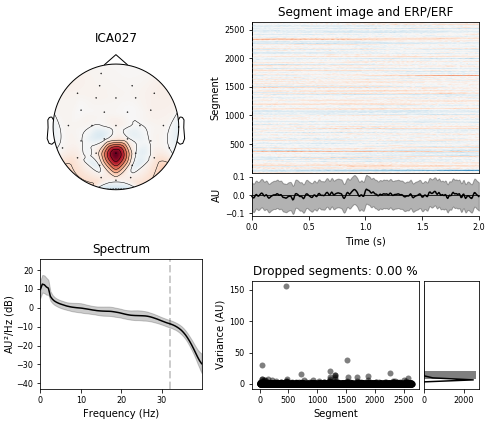 ICA027
Segment image and ERP/ERF
2500
2000
1500
1000
500
Segment
0.1
0.0
−0.1
AU
0.0 0.5 1.0 1.5 2.0
Time (s)
Spectrum
20
10
0
−10
−20
−30
−40
AU²/Hz (dB)
0 10 20 30
Frequency (Hz)
Dropped segments: 0.00 %
150
100
50
0
Variance (AU)
0 500 1000 1500 2000 2500
Segment
0 2000